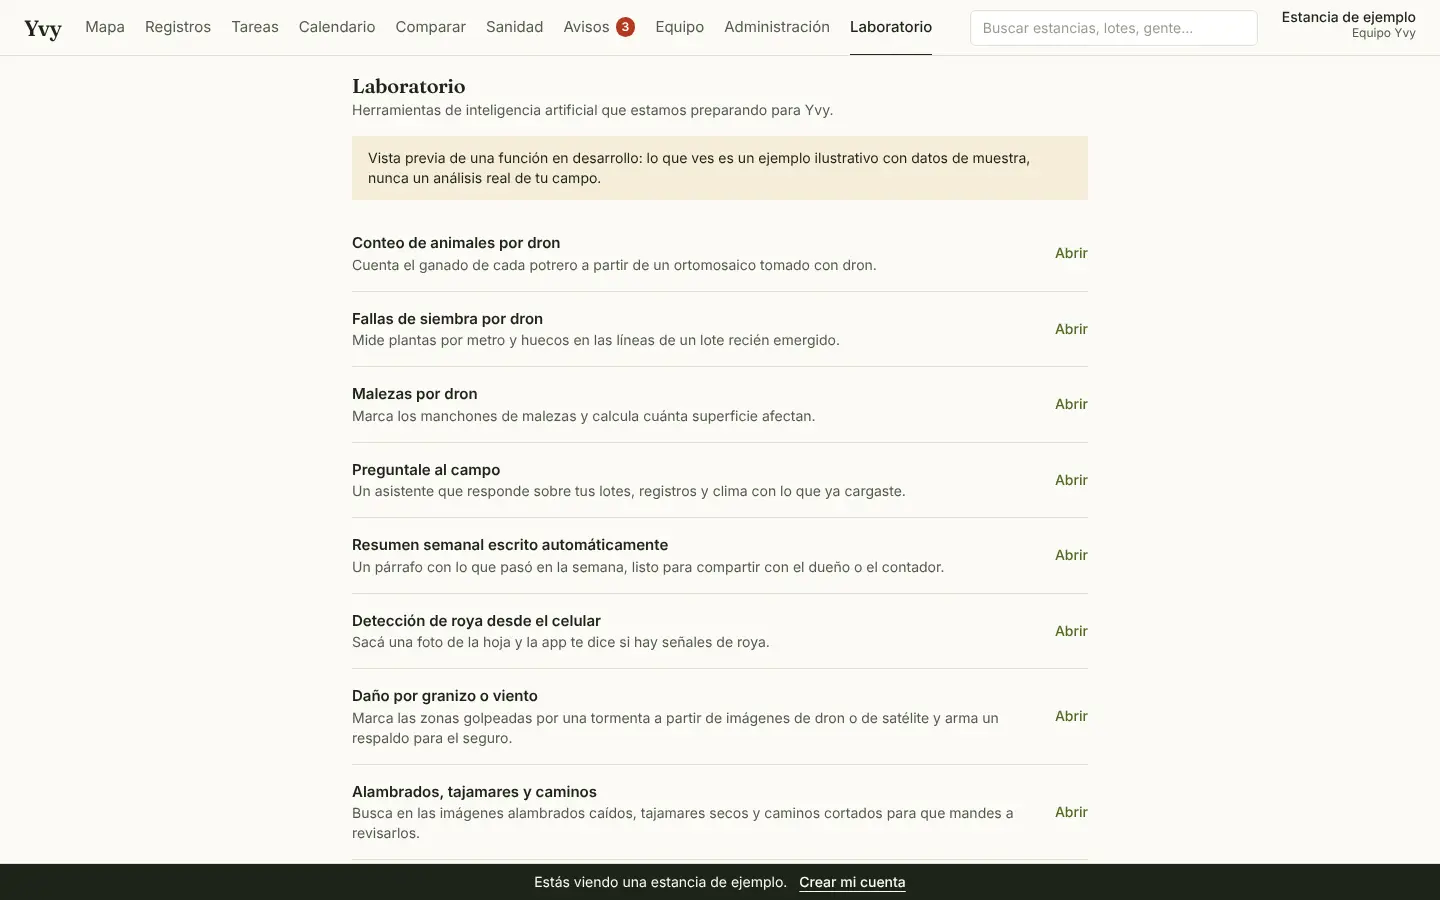 Yvy
Mapa
Registros
Tareas
Calendario
Comparar
Sanidad
Avisos 3
Equipo
Administración
Laboratorio
Buscar estancias, lotes, gente...
Estancia de ejemplo
Equipo Yvy
Laboratorio
Herramientas de inteligencia artificial que estamos preparando para Yvy.
Vista previa de una función en desarrollo: lo que ves es un ejemplo ilustrativo con datos de muestra,
nunca un análisis real de tu campo.
Conteo de animales por dron
Cuenta el ganado de cada potrero a partir de un ortomosaico tomado con dron.
Abrir
Fallas de siembra por dron
Mide plantas por metro y huecos en las líneas de un lote recién emergido.
Abrir
Malezas por dron
Marca los manchones de malezas y calcula cuánta superficie afectan.
Abrir
Preguntale al campo
Un asistente que responde sobre tus lotes, registros y clima con lo que ya cargaste.
Abrir
Resumen semanal escrito automáticamente
Un párrafo con lo que pasó en la semana, listo para compartir con el dueño o el contador.
Abrir
Detección de roya desde el celular
Sacá una foto de la hoja y la app te dice si hay señales de roya.
Abrir
Daño por granizo o viento
Marca las zonas golpeadas por una tormenta a partir de imágenes de dron o de satélite y arma un
respaldo para el seguro.
Abrir
Alambrados, tajamares y caminos
Busca en las imágenes alambrados caídos, tajamares secos y caminos cortados para que mandes a
revisarlos.
Abrir
Estás viendo una estancia de ejemplo. Crear mi cuenta